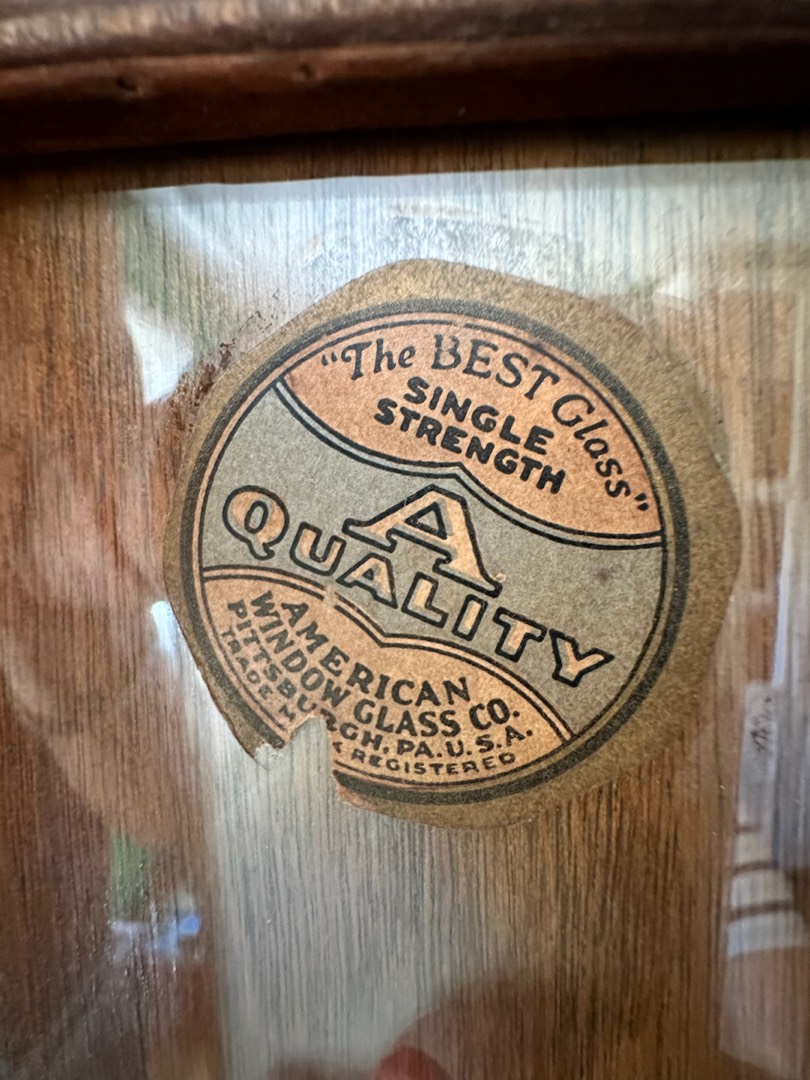 "The BEST Glass"
SINGLE
STRENGTH
A
QUALITY
AMERICAN
WINDOW GLASS CO.
PITTSBURGH, PA. U.S.A.
TRADE M K REGISTERED